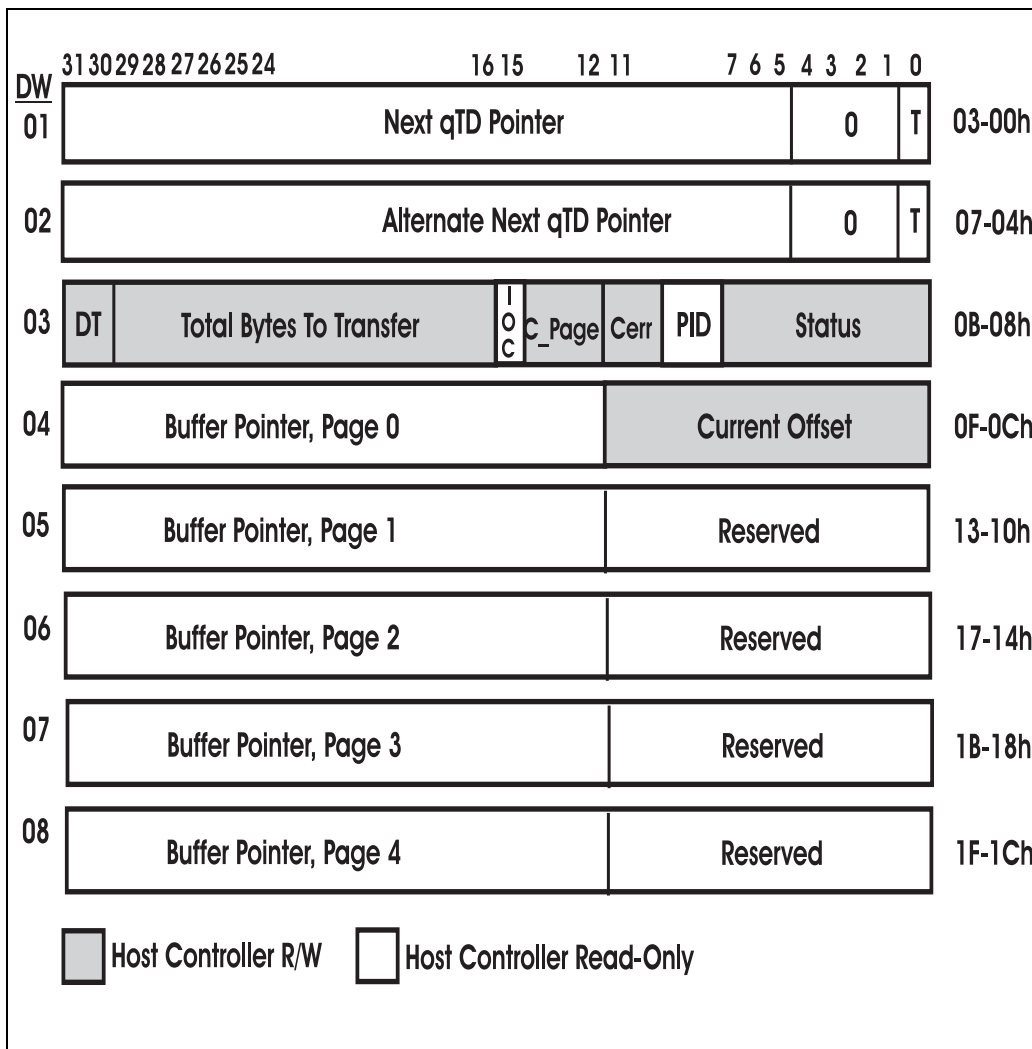 31 30 29 28 27 26 25 24 16 15 12 11 7 6 5 4 3 2 1 0
DW
01 Next qTD Pointer 0 T 03-00h
02 Alternate Next qTD Pointer 0 T 07-04h
03 DT Total Bytes To Transfer IOC C_Page Cerr PID Status 0B-08h
04 Buffer Pointer, Page 0 Current Offset 0F-0Ch
05 Buffer Pointer, Page 1 Reserved 13-10h
06 Buffer Pointer, Page 2 Reserved 17-14h
07 Buffer Pointer, Page 3 Reserved 1B-18h
08 Buffer Pointer, Page 4 Reserved 1F-1Ch
Host Controller R/W Host Controller Read-Only